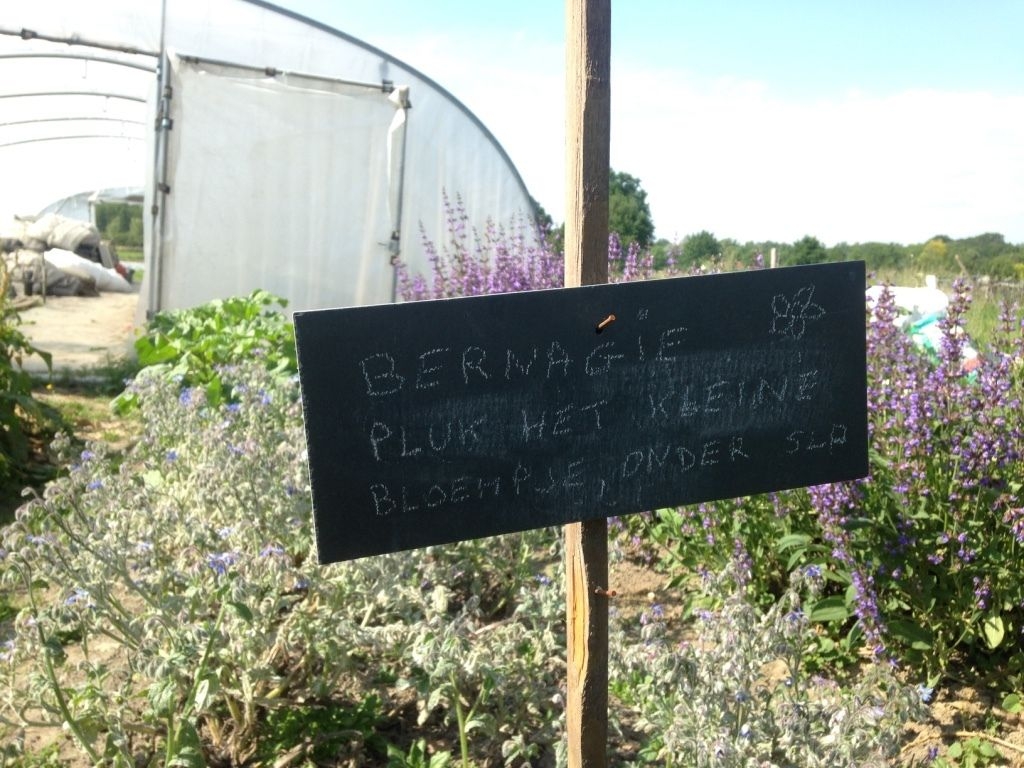 BERNAGIE
PLUK HET KLEINE
BLOEMPJE, ONDER SLA